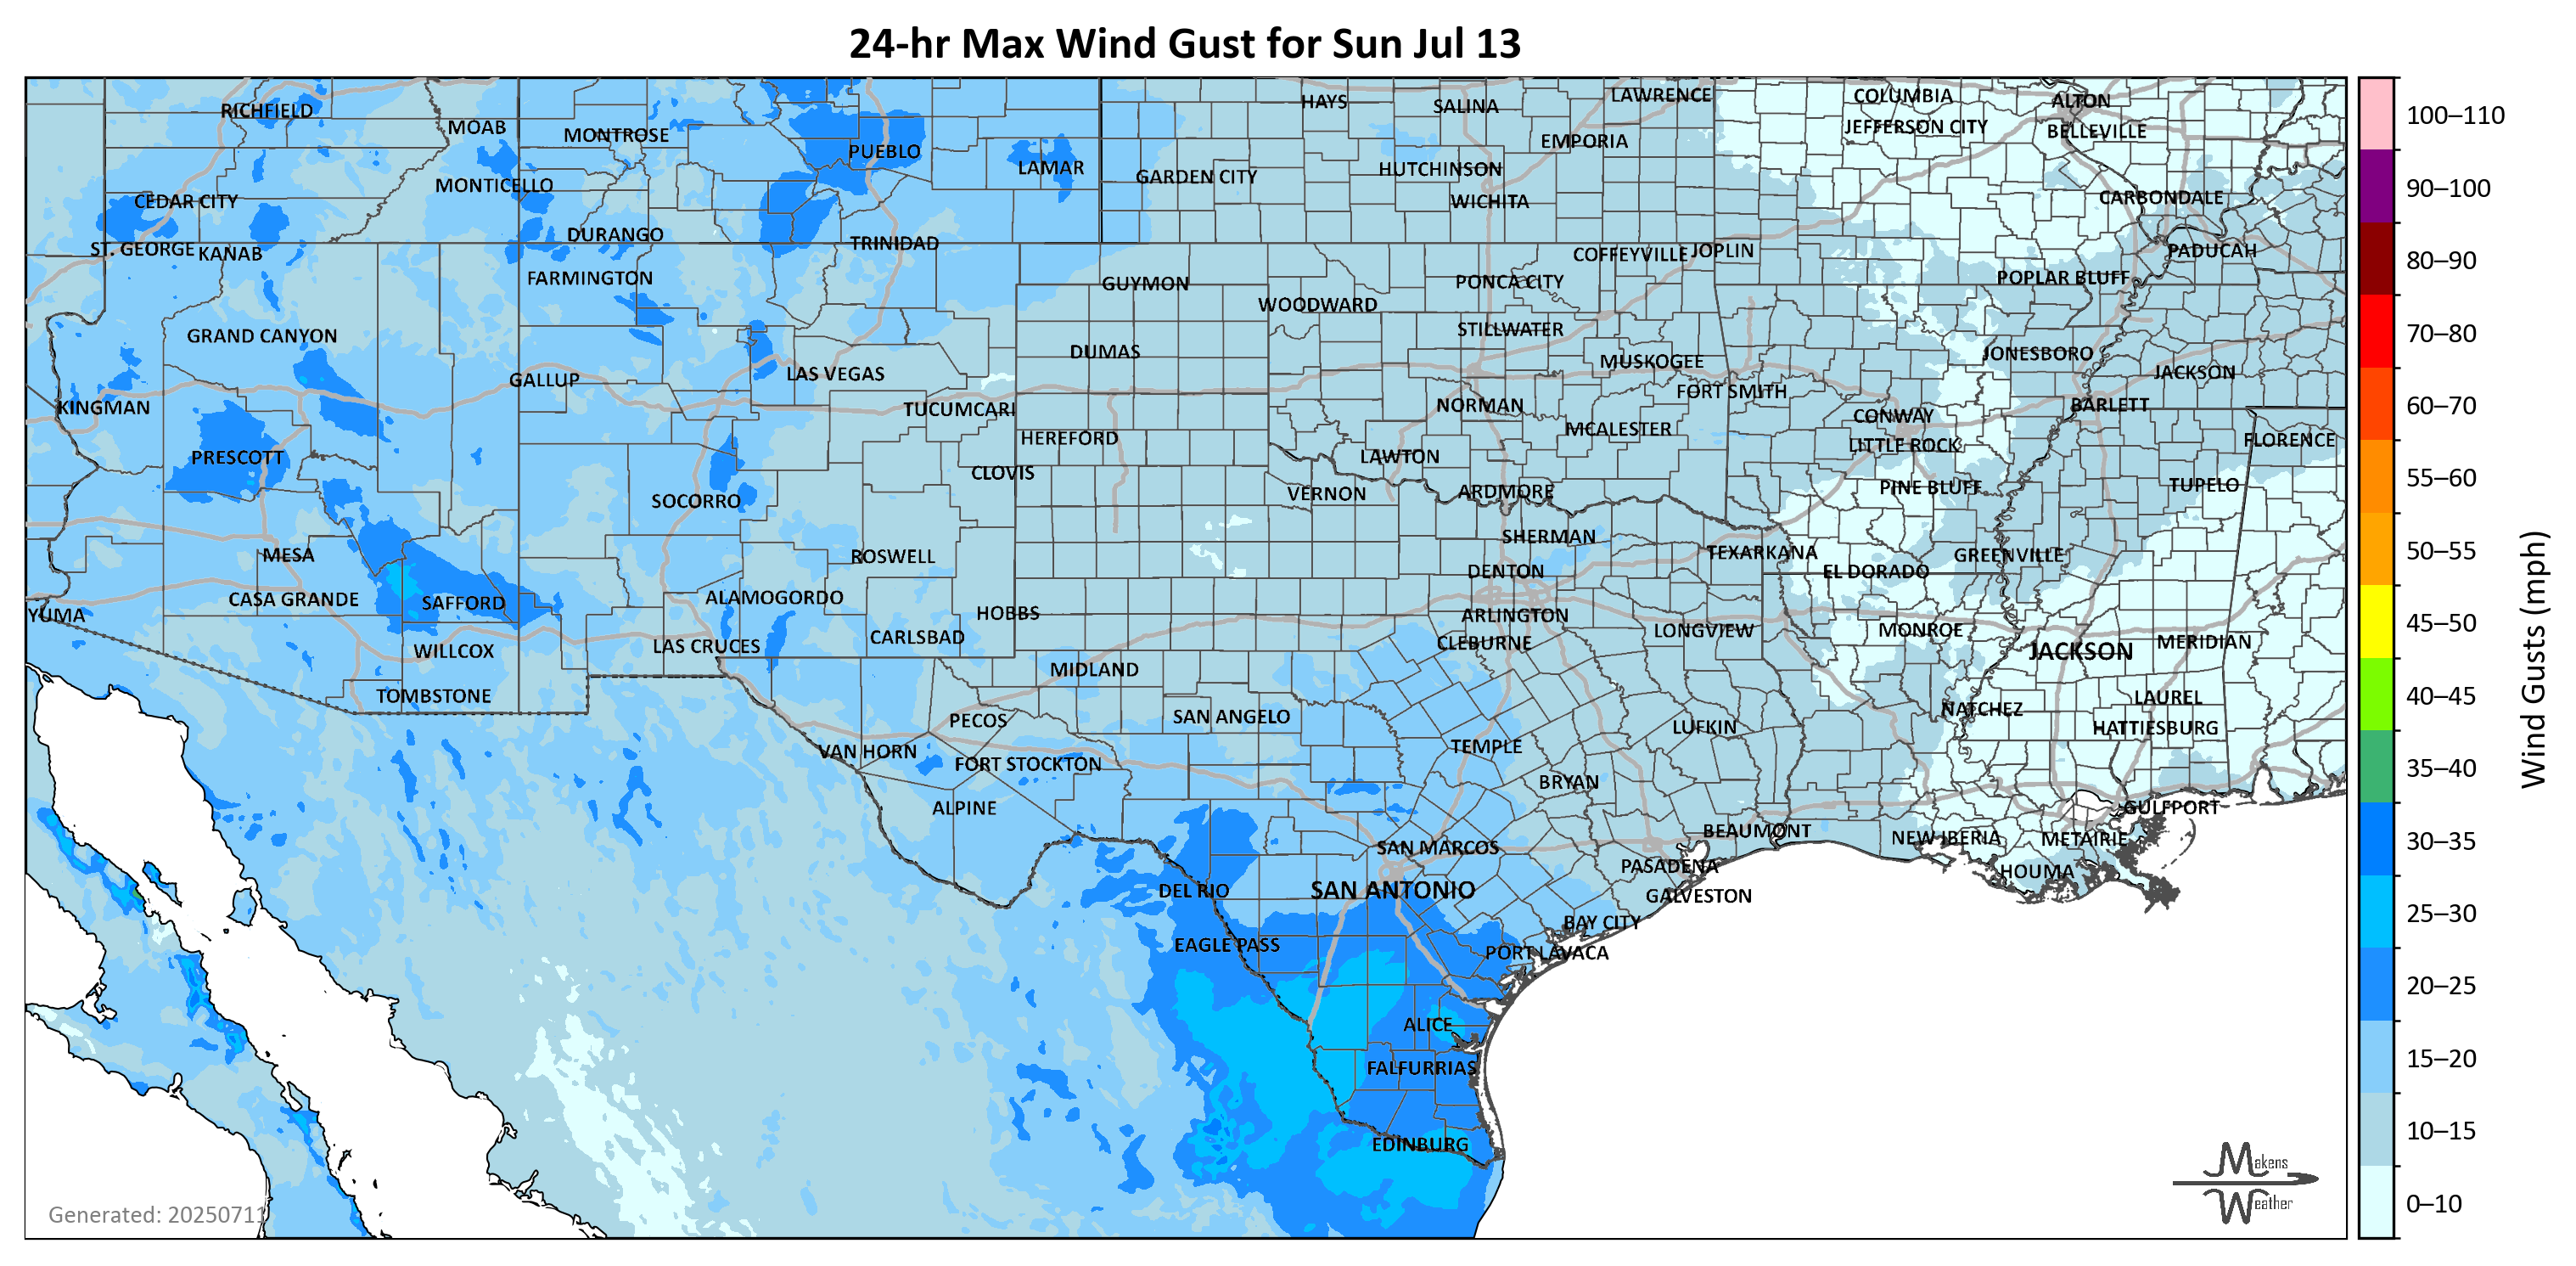 24-hr Max Wind Gust for Sun Jul 13
RICHFIELD
MOAB
MONTROSE
PUEBLO
LAMAR
HAYS
SALINA
LAWRENCE
COLUMBIA
ALTON
JEFFERSON CITY
BELLEVILLE
EMPORIA
MONTICELLO
GARDEN CITY
HUTCHINSON
WICHITA
CARBONDALE
CEDAR CITY
DURANGO
TRINIDAD
ST. GEORGE
KANAB
COFFEYVILLE
JOPLIN
PADUCAH
FARMINGTON
GUYMON
PONCA CITY
POPLAR BLUFF
WOODWARD
GRAND CANYON
STILLWATER
DUMAS
MUSKOGEE
JONESBORO
GALLUP
LAS VEGAS
JACKSON
FORT SMITH
KINGMAN
TUCUMCARI
NORMAN
CONWAY
BARLETT
HEREFORD
MCALESTER
LITTLE ROCK
FLORENCE
PRESCOTT
CLOVIS
LAWTON
SOCORRO
VERNON
ARDMORE
PINE BLUFF
TUPELO
MESA
ROSWELL
SHERMAN
TEXARKANA
GREENVILLE
DENTON
EL DORADO
YUMA
CASA GRANDE
SAFFORD
ALAMOGORDO
HOBBS
ARLINGTON
WILLCOX
LAS CRUCES
CARLSBAD
CLEBURNE
LONGVIEW
MONROE
JACKSON
MERIDIAN
TOMBSTONE
MIDLAND
PECOS
SAN ANGELO
LUFKIN
NATCHEZ
LAUREL
HATTIESBURG
VAN HORN
FORT STOCKTON
TEMPLE
ALPINE
BRYAN
GULFPORT
SAN MARCOS
BEAUMONT
NEW IBERIA
METAIRIE
DEL RIO
SAN ANTONIO
PASADENA
GALVESTON
HOUMA
EAGLE PASS
BAY CITY
PORT LAVACA
ALICE
FALFURRIAS
EDINBURG
Generated: 20250711
Makens
Weather
100–110
90–100
80–90
70–80
60–70
55–60
50–55
45–50
40–45
35–40
30–35
25–30
20–25
15–20
10–15
0–10
Wind Gusts (mph)